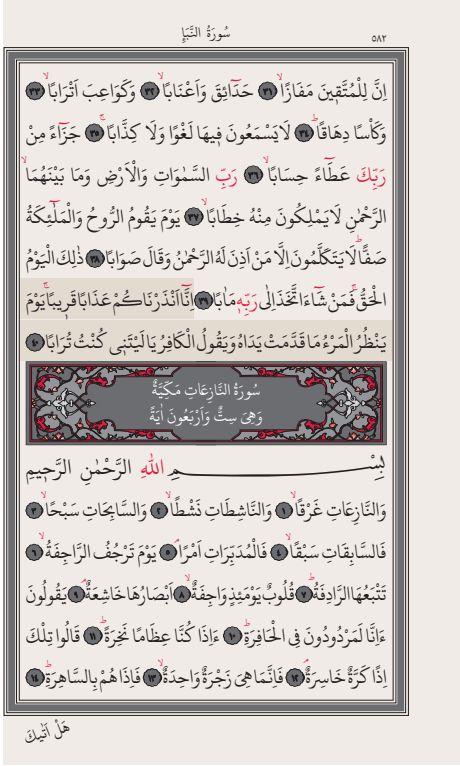 سُورَةُ النَّبَأِ
٥٨٢
اِنَّ لِلْمُتَّقٖينَ مَفَازًاۙ ﴿٣١﴾ حَدَٓائِقَ وَاَعْنَابًاۙ ﴿٣٢﴾ وَكَوَاعِبَ اَتْرَابًاۙ ﴿٣٣﴾
وَكَأْسًا دِهَاقًاۜ ﴿٣٤﴾ لَا يَسْمَعُونَ فٖيهَا لَغْوًا وَلَا كِذَّابًاۚ ﴿٣٥﴾ جَزَٓاءً مِنْ
رَبِّكَ عَطَٓاءً حِسَابًاۙ ﴿٣٦﴾ رَبِّ السَّمٰوَاتِ وَالْاَرْضِ وَمَا بَيْنَهُمَا
الرَّحْمٰنِ لَا يَمْلِكُونَ مِنْهُ خِطَابًاۚ ﴿٣٧﴾ يَوْمَ يَقُومُ الرُّوحُ وَالْمَلٰٓئِكَةُ
صَفًّاۜ لَا يَتَكَلَّمُونَ اِلَّا مَنْ اَذِنَ لَهُ الرَّحْمٰنُ وَقَالَ صَوَابًا ﴿٣٨﴾ ذٰلِكَ الْيَوْمُ
الْحَقُّۚ فَمَنْ شَٓاءَ اتَّخَذَ اِلٰى رَبِّهٖ مَاٰبًا ﴿٣٩﴾ اِنَّٓا اَنْذَرْنَاكُمْ عَذَابًا قَرٖيبًاۚ يَوْمَ
يَنْظُرُ الْمَرْءُ مَا قَدَّمَتْ يَدَاهُ وَيَقُولُ الْكَافِرُ يَا لَيْتَنٖى كُنْتُ تُرَابًا ﴿٤٠﴾
سُورَةُ النَّازِعَاتِ مَكِّيَّةٌ
وَهِىَ سِتٌّ وَاَرْبَعُونَ اٰيَةً
بِسْمِ اللّٰهِ الرَّحْمٰنِ الرَّحٖيمِ
وَالنَّازِعَاتِ غَرْقًاۙ ﴿١﴾ وَالنَّاشِطَاتِ نَشْطًاۙ ﴿٢﴾ وَالسَّابِحَاتِ سَبْحًاۙ ﴿٣﴾
فَالسَّابِقَاتِ سَبْقًاۙ ﴿٤﴾ فَالْمُدَبِّرَاتِ اَمْرًاۢ ﴿٥﴾ يَوْمَ تَرْجُفُ الرَّاجِفَةُۙ ﴿٦﴾
تَتْبَعُهَا الرَّادِفَةُۜ ﴿٧﴾ قُلُوبٌ يَوْمَئِذٍ وَاجِفَةٌۙ ﴿٨﴾ اَبْصَارُهَا خَاشِعَةٌۢ ﴿٩﴾ يَقُولُونَ
ءَاِنَّا لَمَرْدُودُونَ فِى الْحَافِرَةِۜ ﴿١٠﴾ ءَاِذَا كُنَّا عِظَامًا نَخِرَةًۜ ﴿١١﴾ قَالُوا تِلْكَ
اِذًا كَرَّةٌ خَاسِرَةٌۢ ﴿١٢﴾ فَاِنَّمَا هِىَ زَجْرَةٌ وَاحِدَةٌۙ ﴿١٣﴾ فَاِذَا هُمْ بِالسَّاهِرَةِۜ ﴿١٤﴾
هَلْ اَتٰيكَ